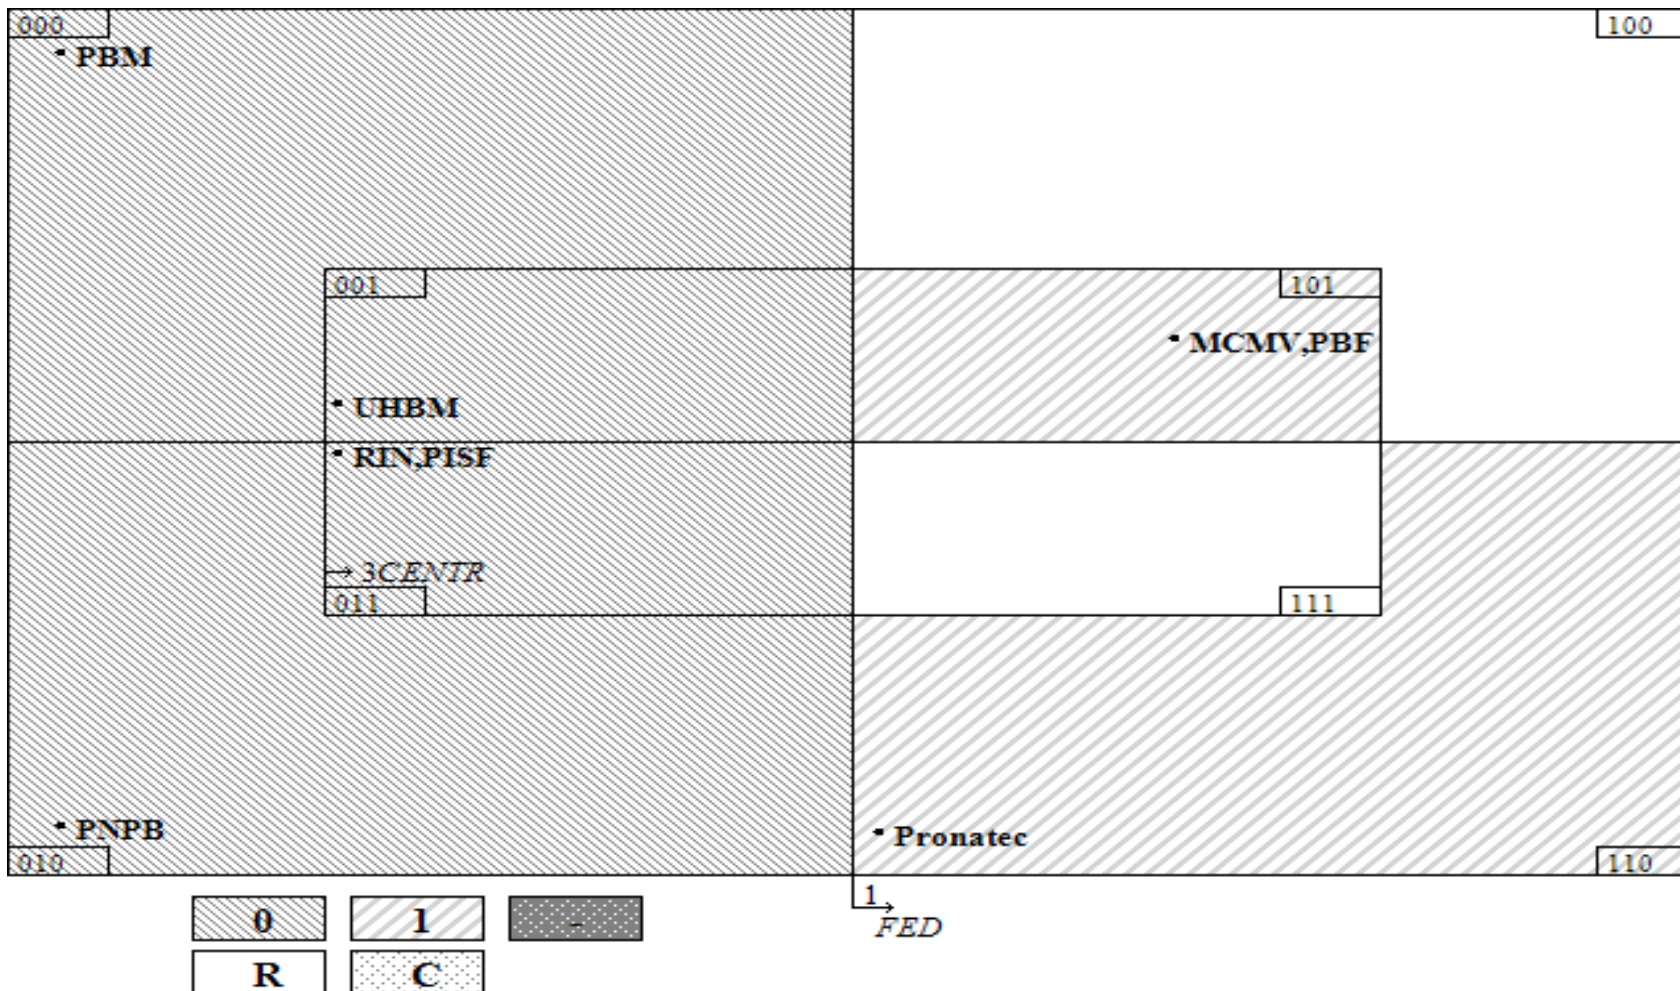 000
100
PBM
001
101
MCMV,PBF
UHBM
RIN,PISF
3CENTR
011
111
PNPB
Pronatec
010
110
1
FED
0
1
-
R
C